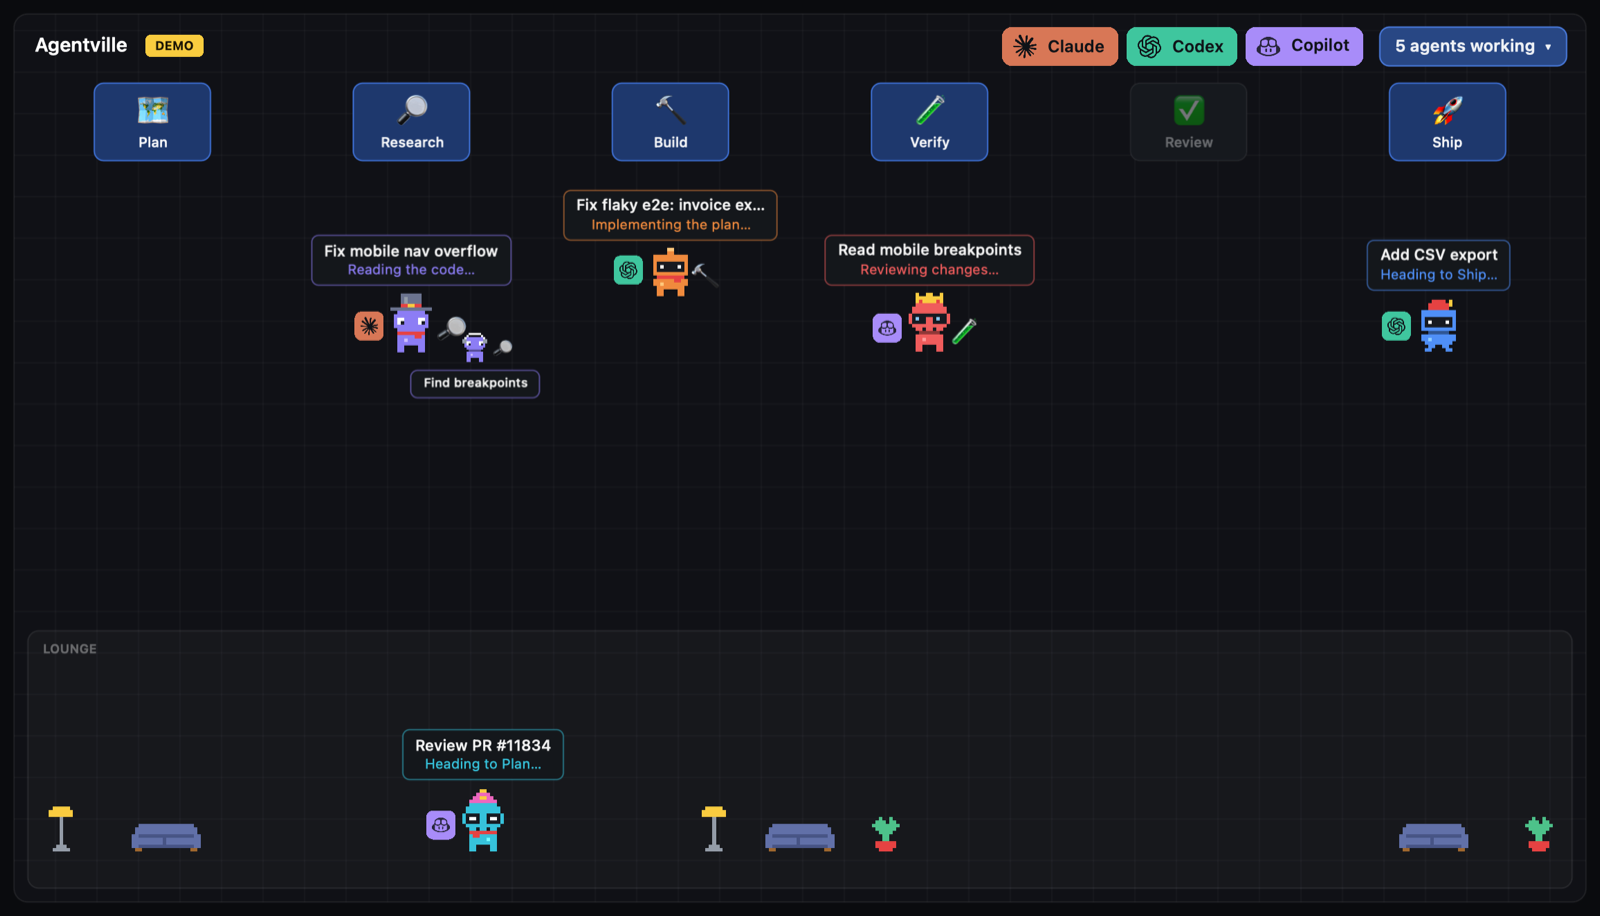 Agentville
DEMO
Claude
Codex
Copilot
5 agents working
Plan
Research
Build
Verify
Review
Ship
Fix flaky e2e: invoice ex...
Implementing the plan...
Fix mobile nav overflow
Reading the code...
Read mobile breakpoints
Reviewing changes...
Add CSV export
Heading to Ship...
Find breakpoints
LOUNGE
Review PR #11834
Heading to Plan...